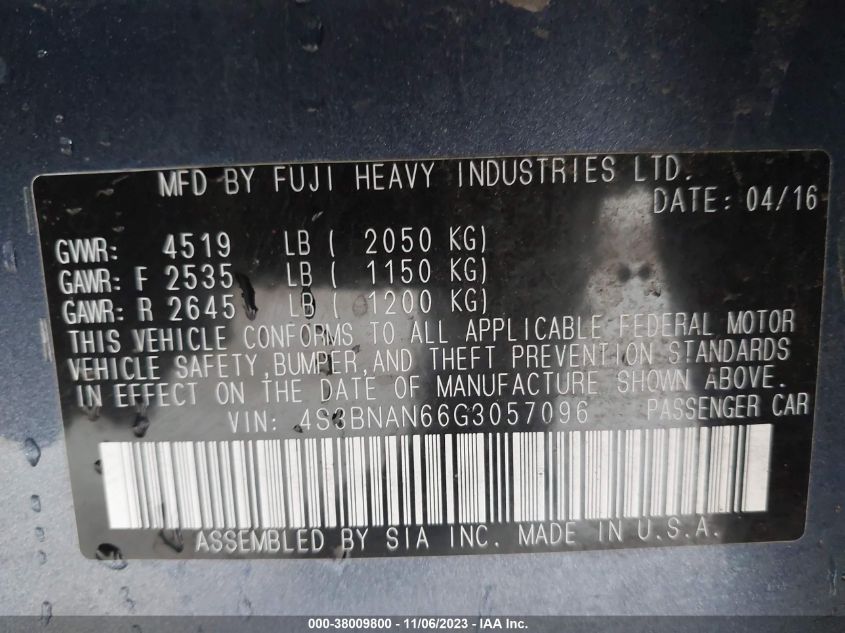 MFD BY FUJI HEAVY INDUSTRIES LTD.
DATE: 04/16
GVWR: 4519 LB ( 2050 KG)
GAWR: F 2535 LB ( 1150 KG)
GAWR: R 2645 LB ( 1200 KG)
THIS VEHICLE CONFORMS TO ALL APPLICABLE FEDERAL MOTOR
VEHICLE SAFETY,BUMPER,AND THEFT PREVENTION STANDARDS
IN EFFECT ON THE DATE OF MANUFACTURE SHOWN ABOVE.
VIN: 4S3BNAN66G3057096 PASSENGER CAR
ASSEMBLED BY SIA INC. MADE IN U.S.A.
000-38009800 - 11/06/2023 - IAA Inc.